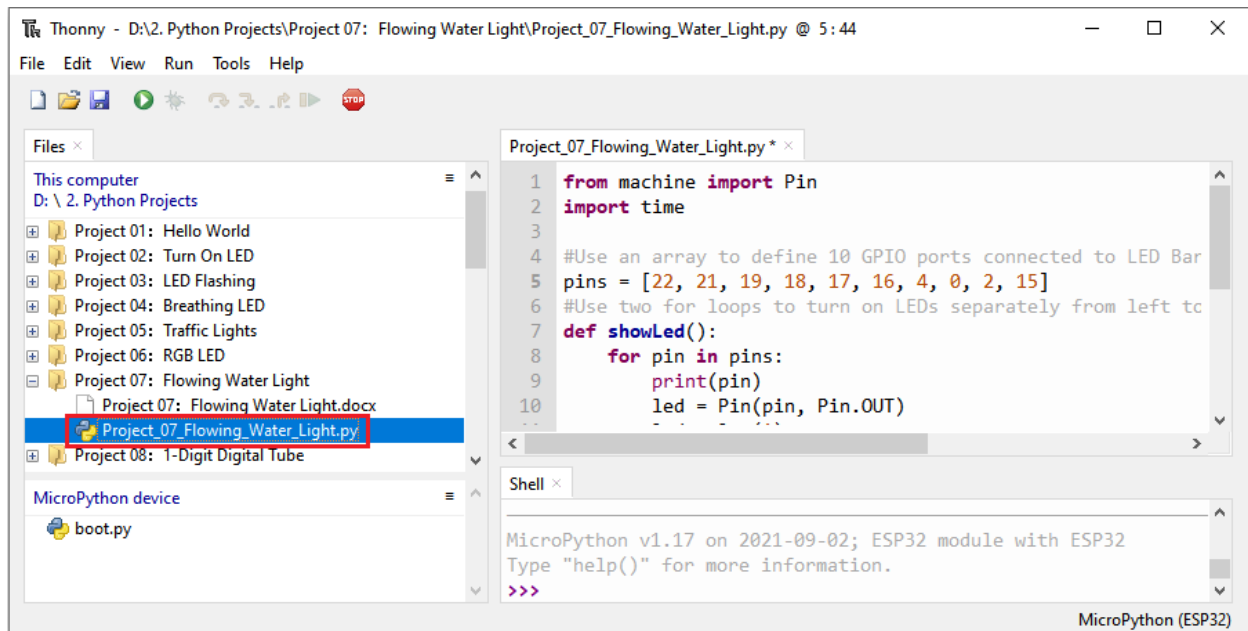 Thonny - D:\2. Python Projects\Project 07：Flowing Water Light\Project_07_Flowing_Water_Light.py @ 5:44
File Edit View Run Tools Help
STOP
Files
This computer
D: \ 2. Python Projects
Project 01：Hello World
Project 02：Turn On LED
Project 03：LED Flashing
Project 04：Breathing LED
Project 05：Traffic Lights
Project 06：RGB LED
Project 07：Flowing Water Light
Project 07：Flowing Water Light.docx
Project_07_Flowing_Water_Light.py
Project 08：1-Digit Digital Tube
MicroPython device
boot.py
Project_07_Flowing_Water_Light.py *
1 from machine import Pin
2 import time
3
4 #Use an array to define 10 GPIO ports connected to LED Bar
5 pins = [22, 21, 19, 18, 17, 16, 4, 0, 2, 15]
6 #Use two for loops to turn on LEDs separately from left to
7 def showLed():
8     for pin in pins:
9         print(pin)
10         led = Pin(pin, Pin.OUT)
Shell
MicroPython v1.17 on 2021-09-02; ESP32 module with ESP32
Type "help()" for more information.
>>>
MicroPython (ESP32)